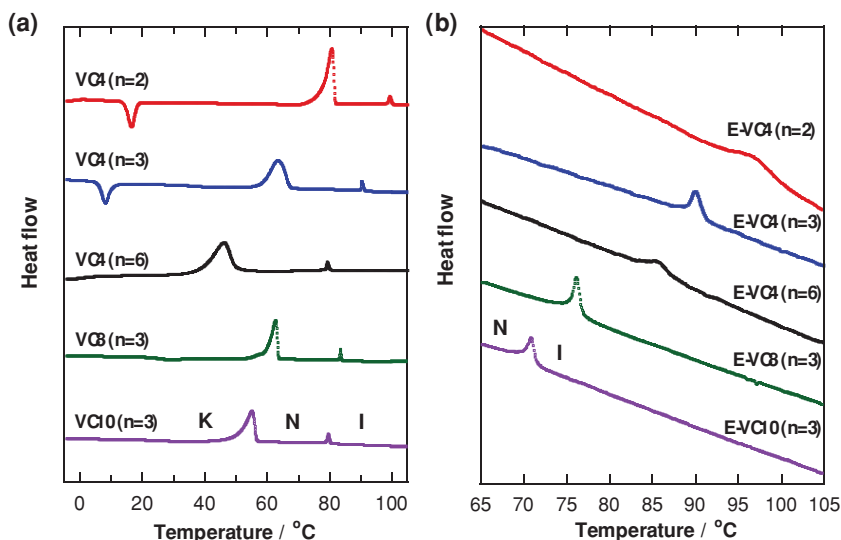 (a)
VC4(n=2)
VC4(n=3)
VC4(n=6)
VC8(n=3)
VC10(n=3)
K N I
Heat flow
0 20 40 60 80 100
Temperature / °C
(b)
E-VC4(n=2)
E-VC4(n=3)
E-VC4(n=6)
N I
E-VC8(n=3)
E-VC10(n=3)
Heat flow
65 70 75 80 85 90 95 100 105
Temperature / °C